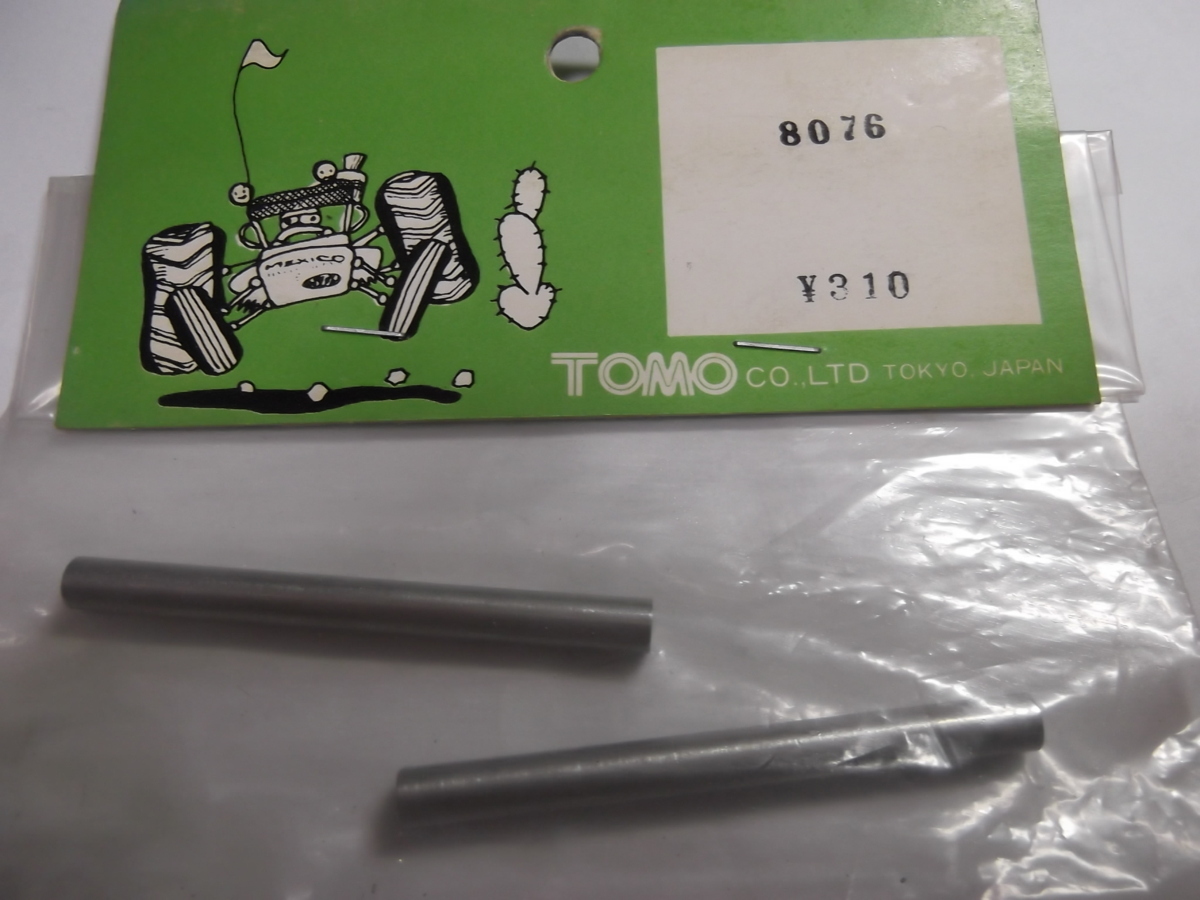 8076
¥310
MEXICO
TOMO CO.,LTD TOKYO. JAPAN